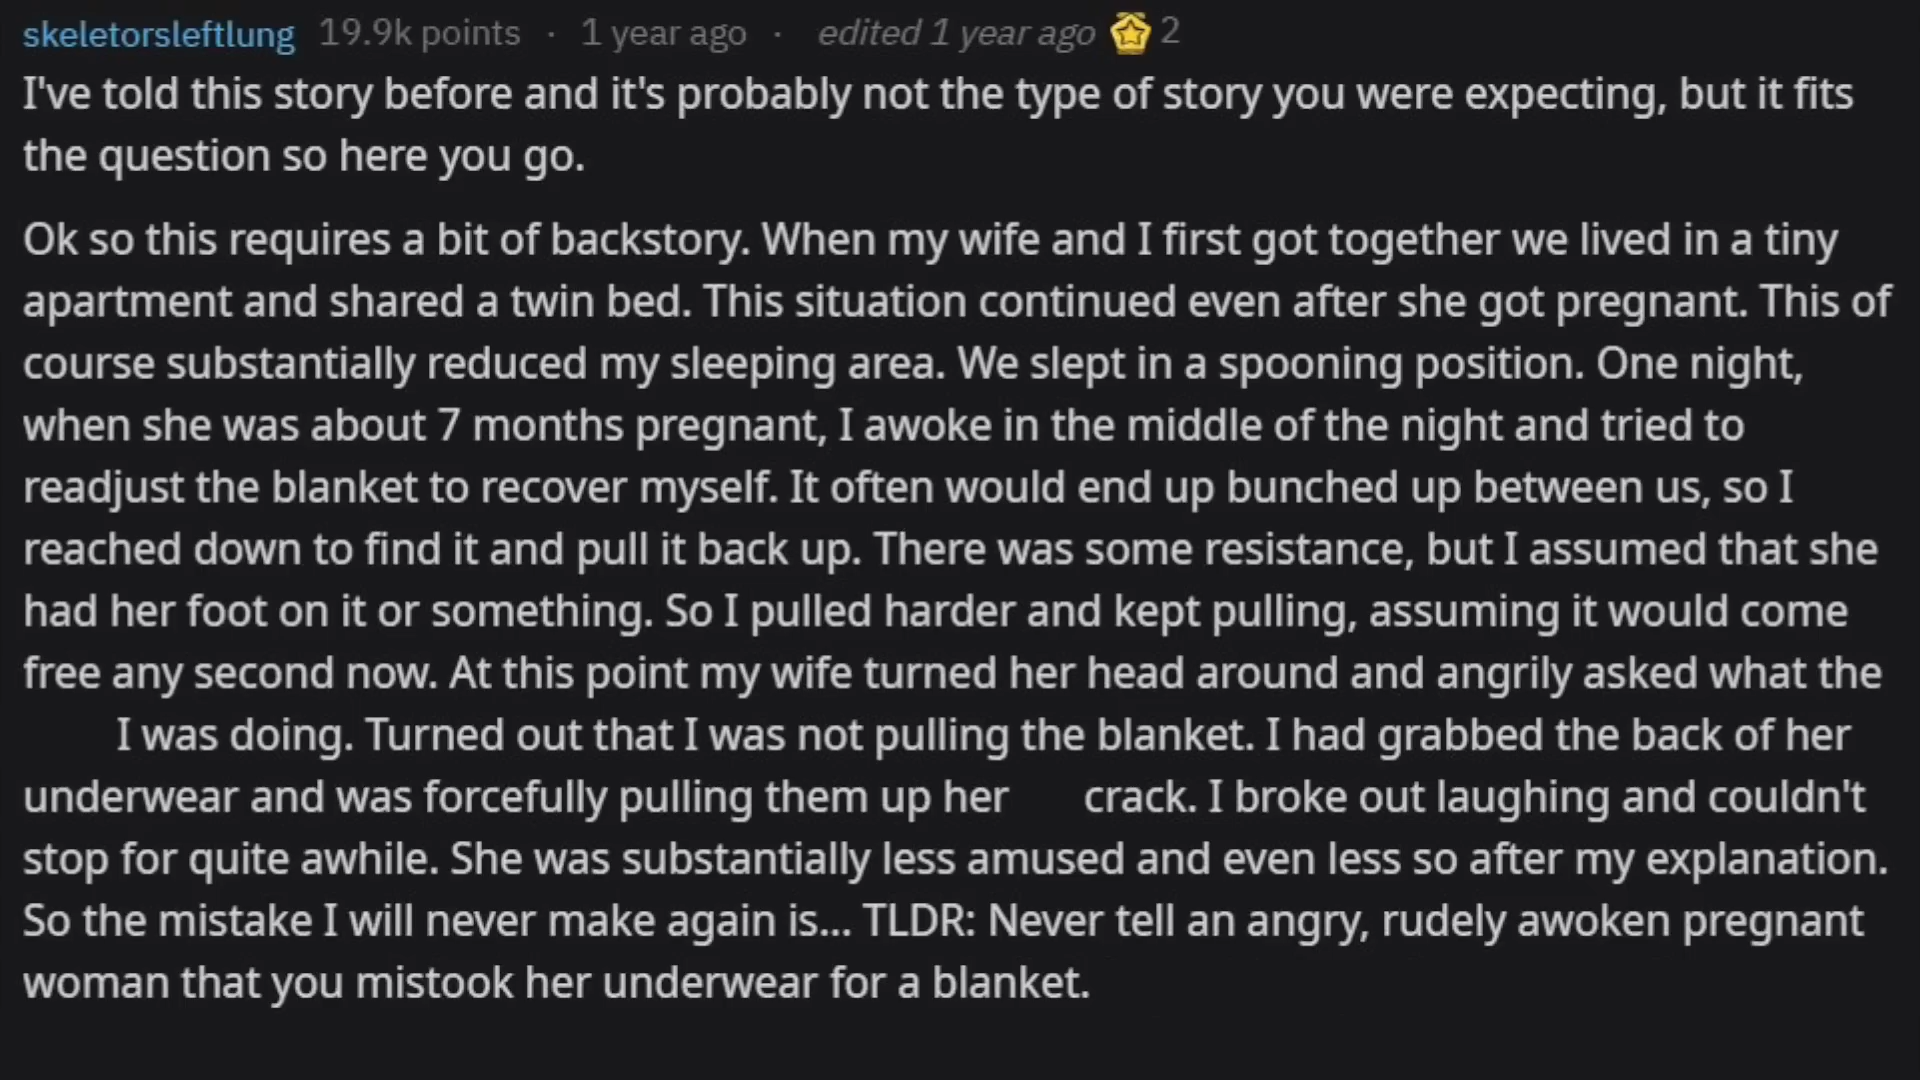 skeletorsleftlung 19.9k points · 1 year ago · edited 1 year ago 2
I've told this story before and it's probably not the type of story you were expecting, but it fits
the question so here you go.
Ok so this requires a bit of backstory. When my wife and I first got together we lived in a tiny
apartment and shared a twin bed. This situation continued even after she got pregnant. This of
course substantially reduced my sleeping area. We slept in a spooning position. One night,
when she was about 7 months pregnant, I awoke in the middle of the night and tried to
readjust the blanket to recover myself. It often would end up bunched up between us, so I
reached down to find it and pull it back up. There was some resistance, but I assumed that she
had her foot on it or something. So I pulled harder and kept pulling, assuming it would come
free any second now. At this point my wife turned her head around and angrily asked what the
I was doing. Turned out that I was not pulling the blanket. I had grabbed the back of her
underwear and was forcefully pulling them up her crack. I broke out laughing and couldn't
stop for quite awhile. She was substantially less amused and even less so after my explanation.
So the mistake I will never make again is... TLDR: Never tell an angry, rudely awoken pregnant
woman that you mistook her underwear for a blanket.